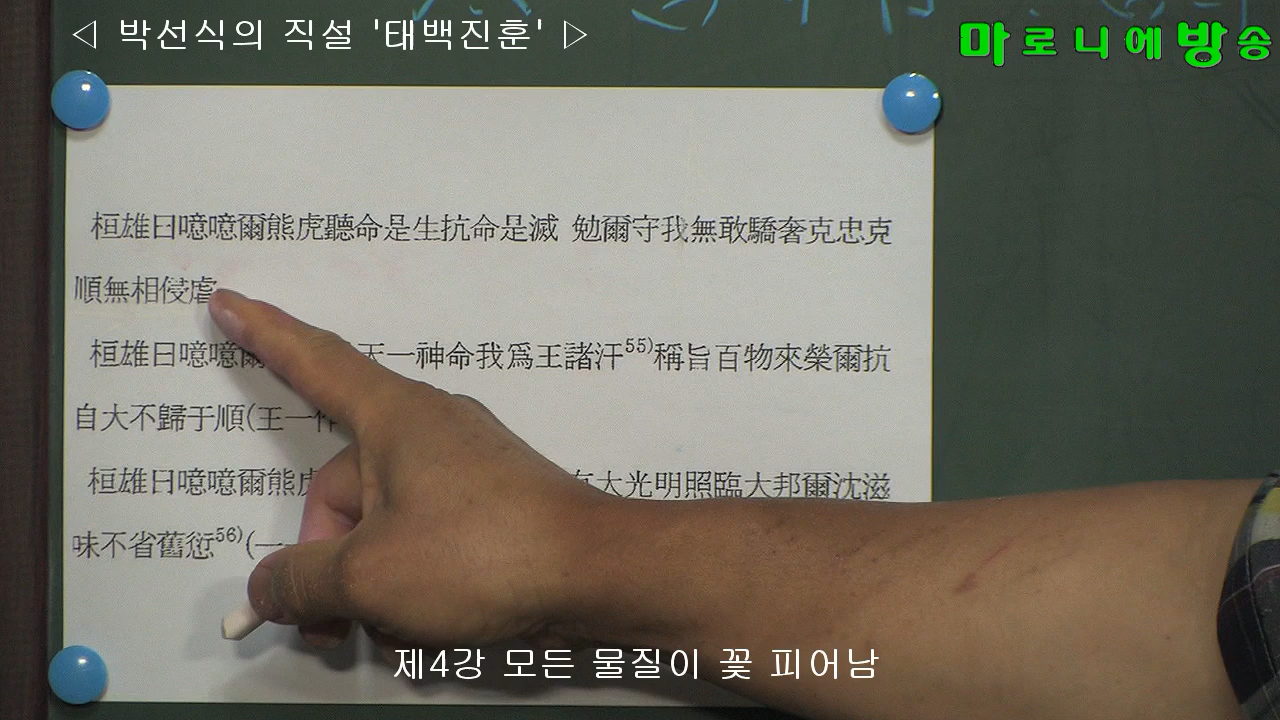 ◁ 박선식의 직설 '태백진훈' ▷
마로니에방송
桓雄曰噫噫爾熊虎聽命是生抗命是滅 勉爾守我無敢驕奢克忠克
順無相侵虐
桓雄曰噫噫爾 天一神命我爲王諸汗55)稱旨百物來榮爾抗
自大不歸于順(王一作
桓雄曰噫噫爾熊虎 有大光明照臨大邦爾沈滋
味不省舊愆56)(一
제4강 모든 물질이 꽃 피어남